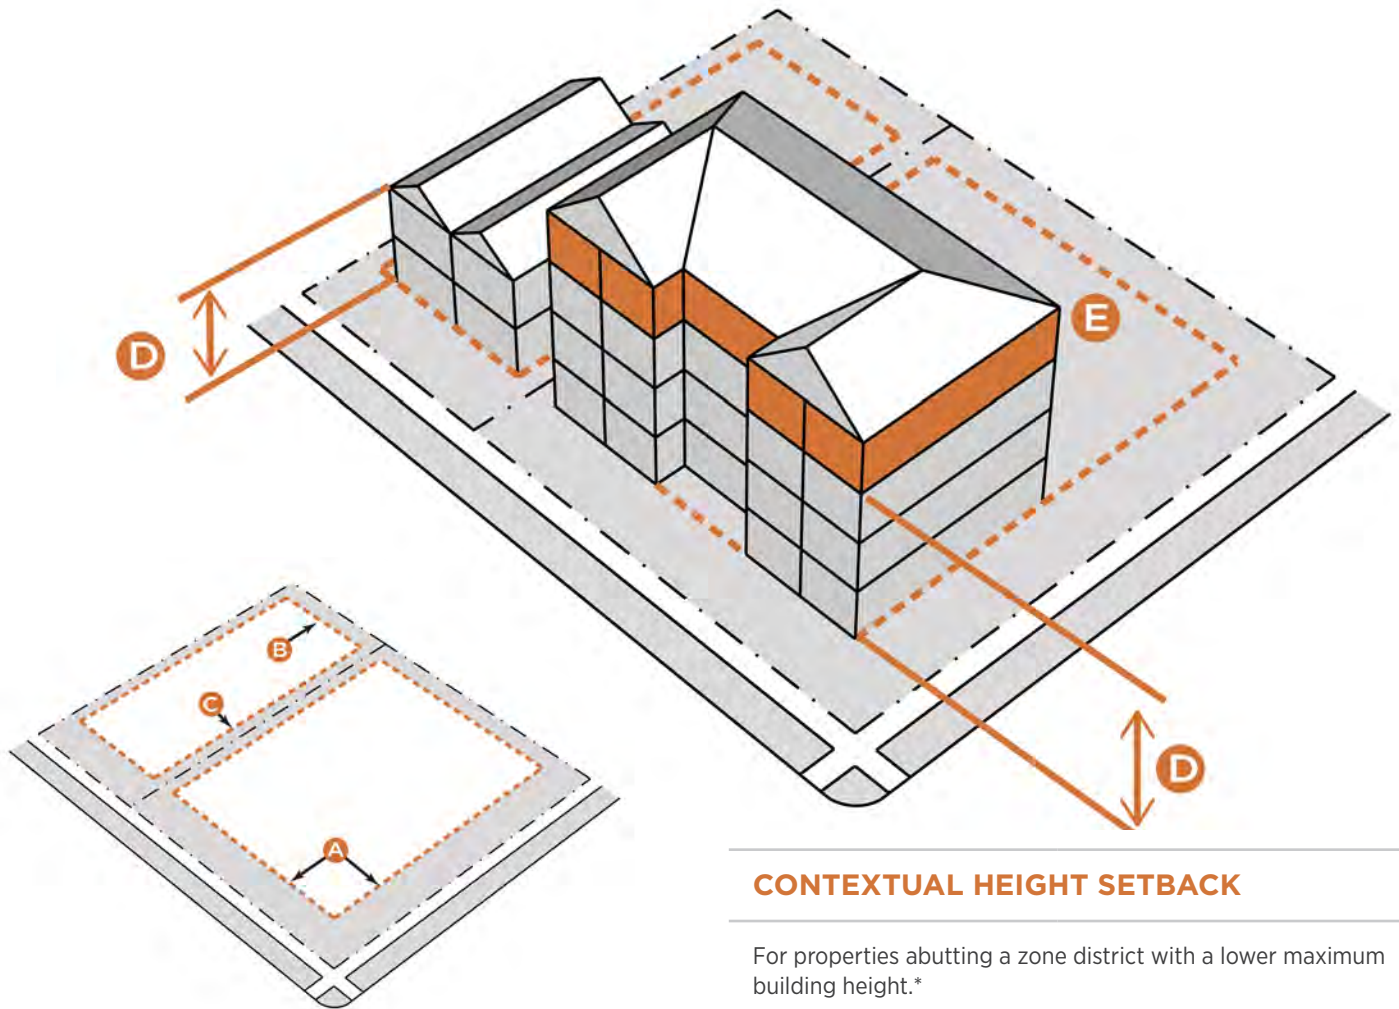 E
D
B
C
D
A
CONTEXTUAL HEIGHT SETBACK
For properties abutting a zone district with a lower maximum
building height.*